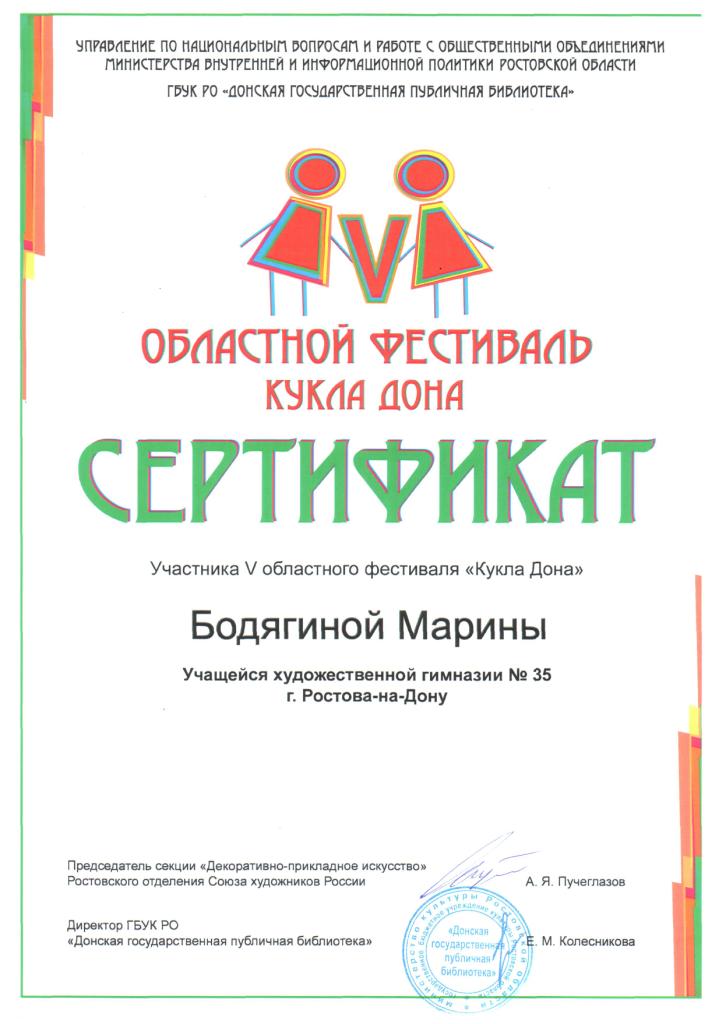 УПРАВЛЕНИЕ ПО НАЦИОНАЛЬНЫМ ВОПРОСАМ И РАБОТЕ С ОБЩЕСТВЕННЫМИ ОБЪЕДИНЕНИЯМИ
МИНИСТЕРСТВА ВНУТРЕННЕЙ И ИНФОРМАЦИОННОЙ ПОЛИТИКИ РОСТОВСКОЙ ОБЛАСТИ
ГБУК РО «ДОНСКАЯ ГОСУДАРСТВЕННАЯ ПУБЛИЧНАЯ БИБЛИОТЕКА»
V
ОБЛАСТНОЙ ФЕСТИВАЛЬ
КУКЛА ДОНА
СЕРТИФИКАТ
Участника V областного фестиваля «Кукла Дона»
Бодягиной Марины
Учащейся художественной гимназии № 35
г. Ростова-на-Дону
Председатель секции «Декоративно-прикладное искусство»
Ростовского отделения Союза художников России
А. Я. Пучеглазов
Директор ГБУК РО
«Донская государственная публичная библиотека»
Е. М. Колесникова
министерство культуры Ростовской области
«Донская
государственная
публичная
библиотека»